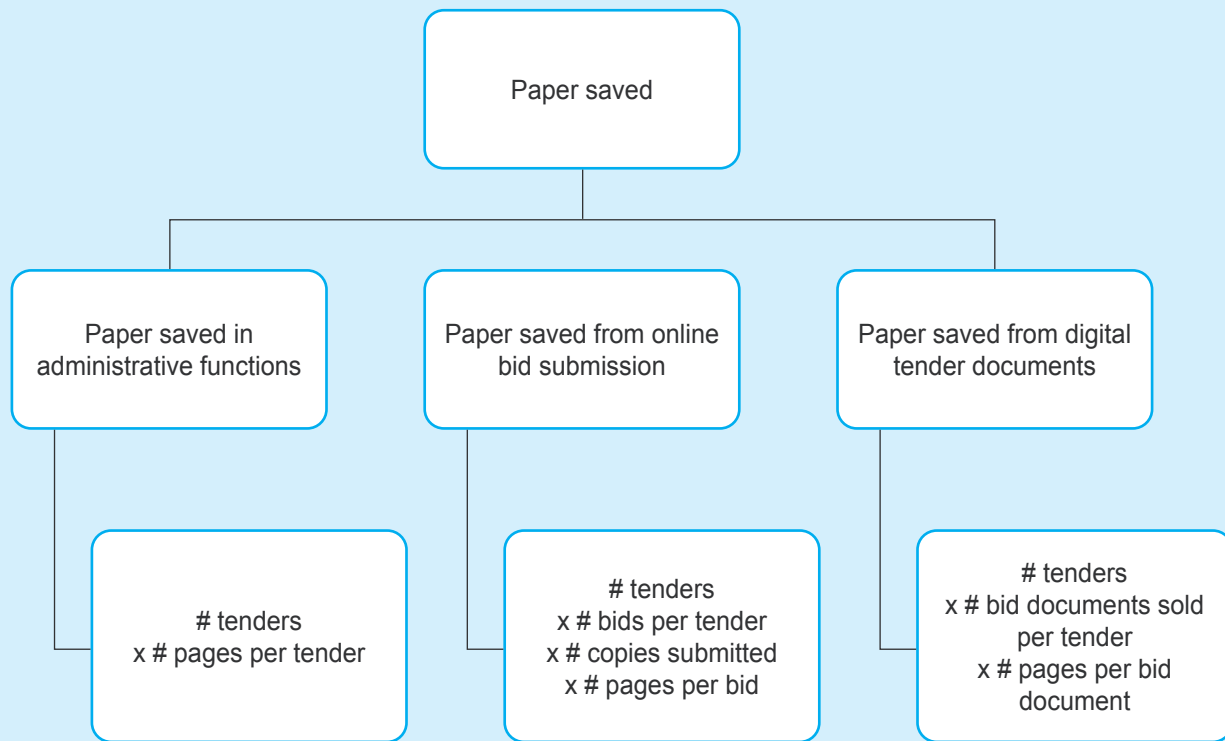 Paper saved
Paper saved in
administrative functions
Paper saved from online
bid submission
Paper saved from digital
tender documents
# tenders
x # pages per tender
# tenders
x # bids per tender
x # copies submitted
x # pages per bid
# tenders
x # bid documents sold
per tender
x # pages per bid
document